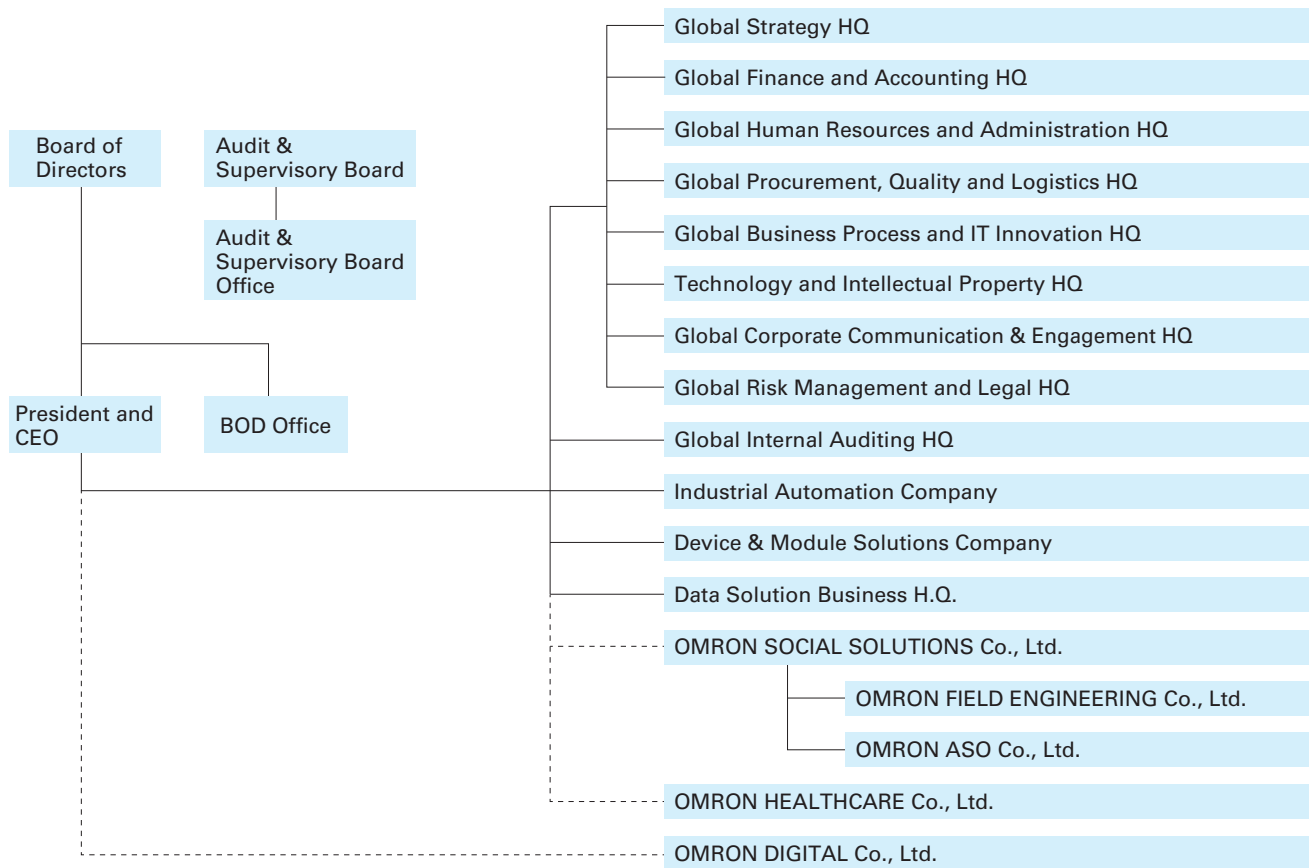 Board of
Directors
Audit &
Supervisory Board
Audit &
Supervisory Board
Office
President and
CEO
BOD Office
Global Strategy HQ
Global Finance and Accounting HQ
Global Human Resources and Administration HQ
Global Procurement, Quality and Logistics HQ
Global Business Process and IT Innovation HQ
Technology and Intellectual Property HQ
Global Corporate Communication & Engagement HQ
Global Risk Management and Legal HQ
Global Internal Auditing HQ
Industrial Automation Company
Device & Module Solutions Company
Data Solution Business H.Q.
OMRON SOCIAL SOLUTIONS Co., Ltd.
OMRON FIELD ENGINEERING Co., Ltd.
OMRON ASO Co., Ltd.
OMRON HEALTHCARE Co., Ltd.
OMRON DIGITAL Co., Ltd.